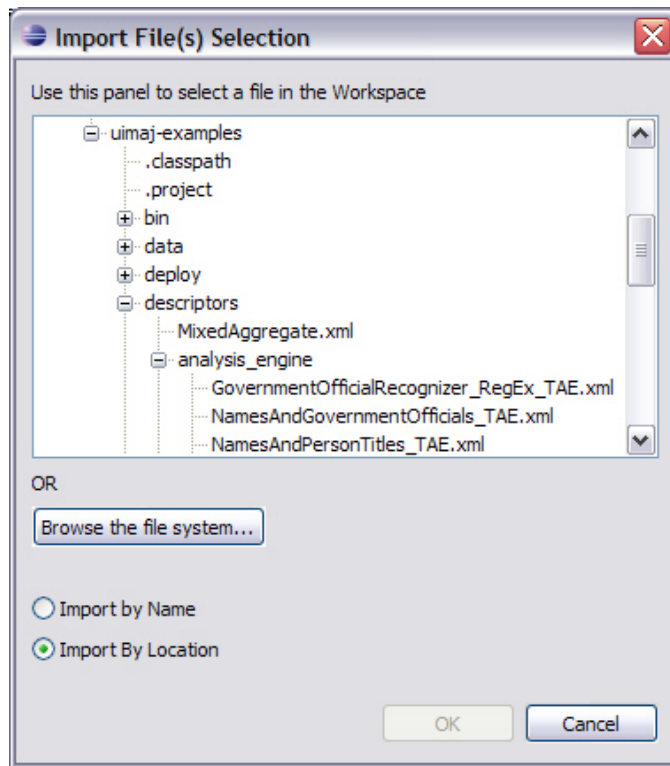 Import File(s) Selection
Use this panel to select a file in the Workspace
uimaj-examples
.classpath
.project
bin
data
deploy
descriptors
MixedAggregate.xml
analysis_engine
GovernmentOfficialRecognizer_RegEx_TAE.xml
NamesAndGovernmentOfficials_TAE.xml
NamesAndPersonTitles_TAE.xml
OR
Browse the file system...
Import by Name
Import By Location
OK
Cancel